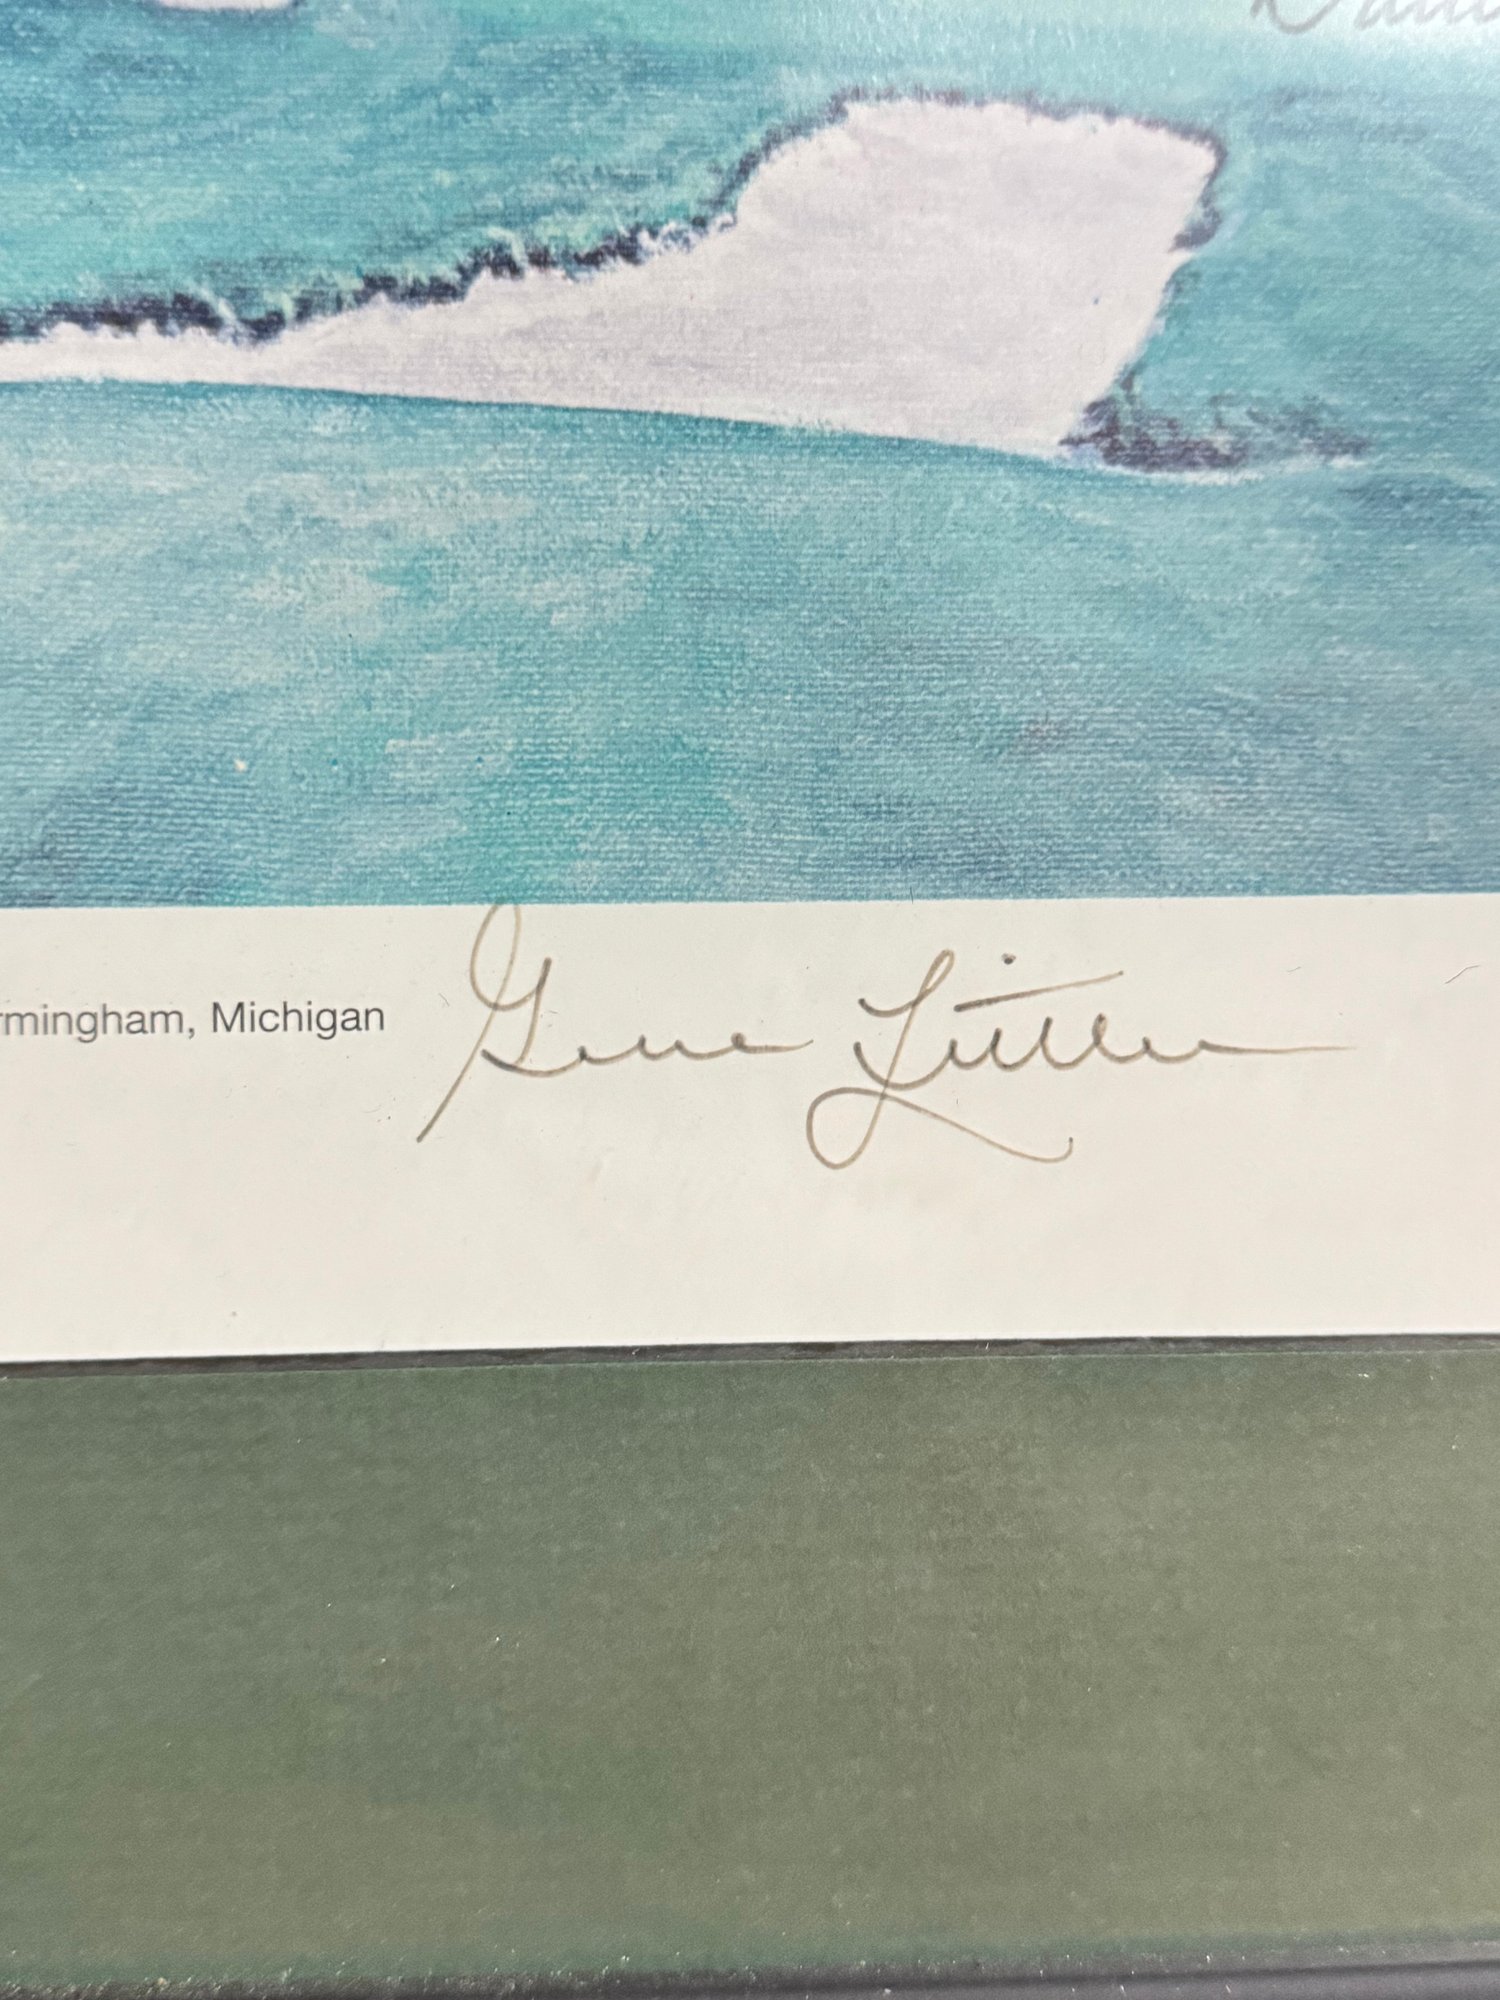 rmingham, Michigan
Gene Littler